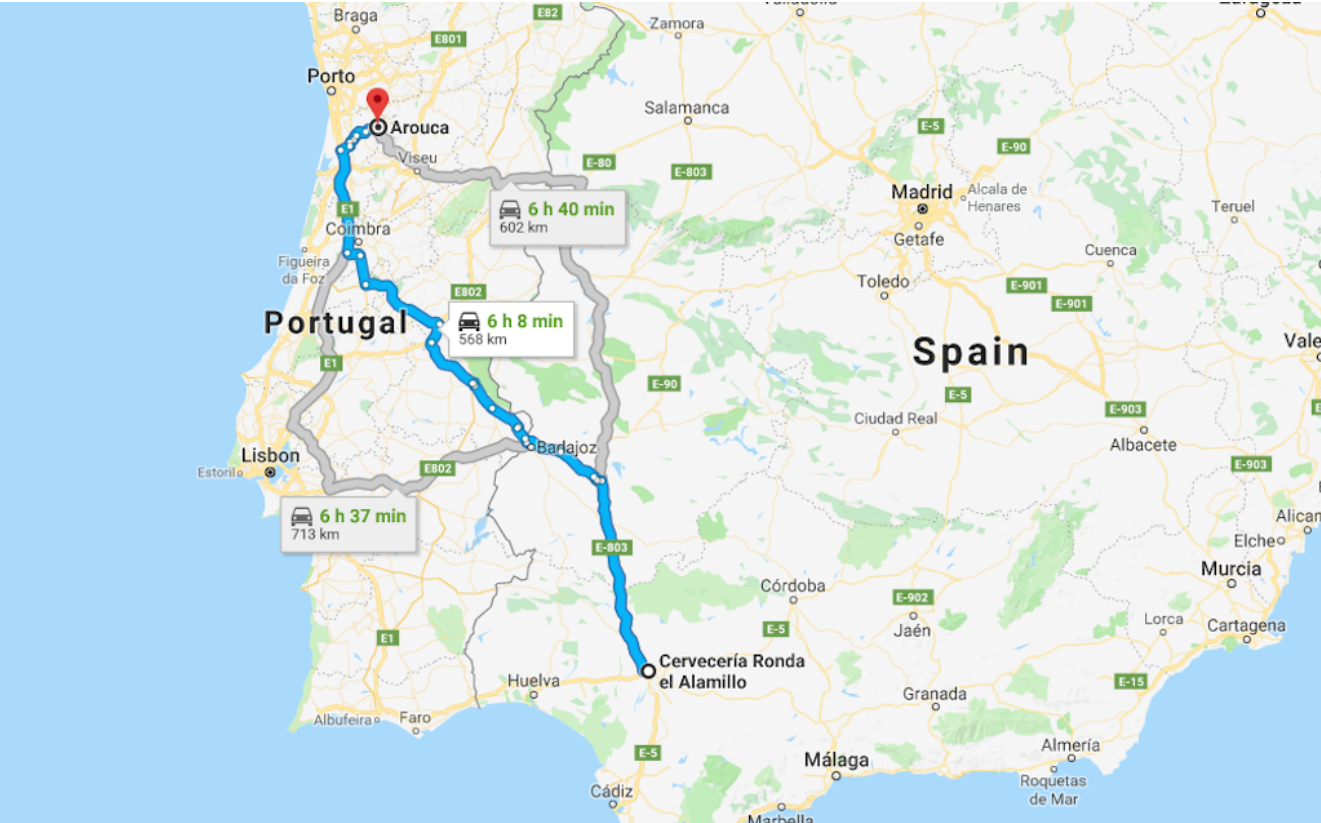 Braga
E82
Zamora
E801
Porto
Salamanca
Arouca
E-5
E-90
Viseu
E-80
E-803
Madrid
Alcala de
Henares
6 h 40 min
602 km
E1
Coimbra
Getafe
Teruel
Cuenca
Figueira
da Foz
Toledo
E802
E-901
E-901
Portugal
6 h 8 min
568 km
Spain
Vale
E1
E-90
E-5
E-903
Ciudad Real
Albacete
Badajoz
Lisbon
Estoril
E802
E-903
6 h 37 min
713 km
Alican
Elche
E-803
Murcia
Córdoba
E-902
Jaén
Lorca
Cartagena
E1
E-5
Cervecería Ronda
el Alamillo
Huelva
E-15
Granada
Albufeira
Faro
E-5
Málaga
Almería
Roquetas
de Mar
Cádiz
Marbella